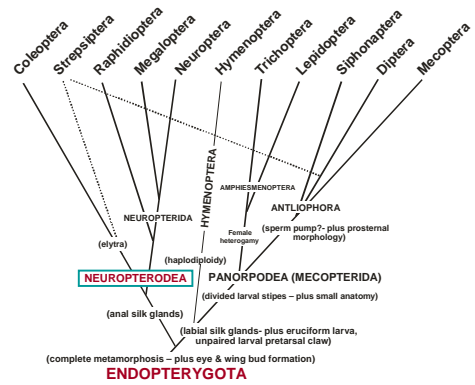 Coleoptera
Strepsiptera
Raphidioptera
Megaloptera
Neuroptera
Hymenoptera
Trichoptera
Lepidoptera
Siphonaptera
Diptera
Mecoptera
HYMENOPTERA
AMPHIESMENOPTERA
ANTLIOPHORA
NEUROPTERIDA
(sperm pump?- plus prosternal
morphology)
Female
heterogamy
(elytra)
(haplodiploidy)
NEUROPTERODEA
PANORPODEA (MECOPTERIDA)
(divided larval stipes – plus small anatomy)
(anal silk glands)
(labial silk glands- plus eruciform larva,
unpaired larval pretarsal claw)
(complete metamorphosis – plus eye & wing bud formation)
ENDOPTERYGOTA